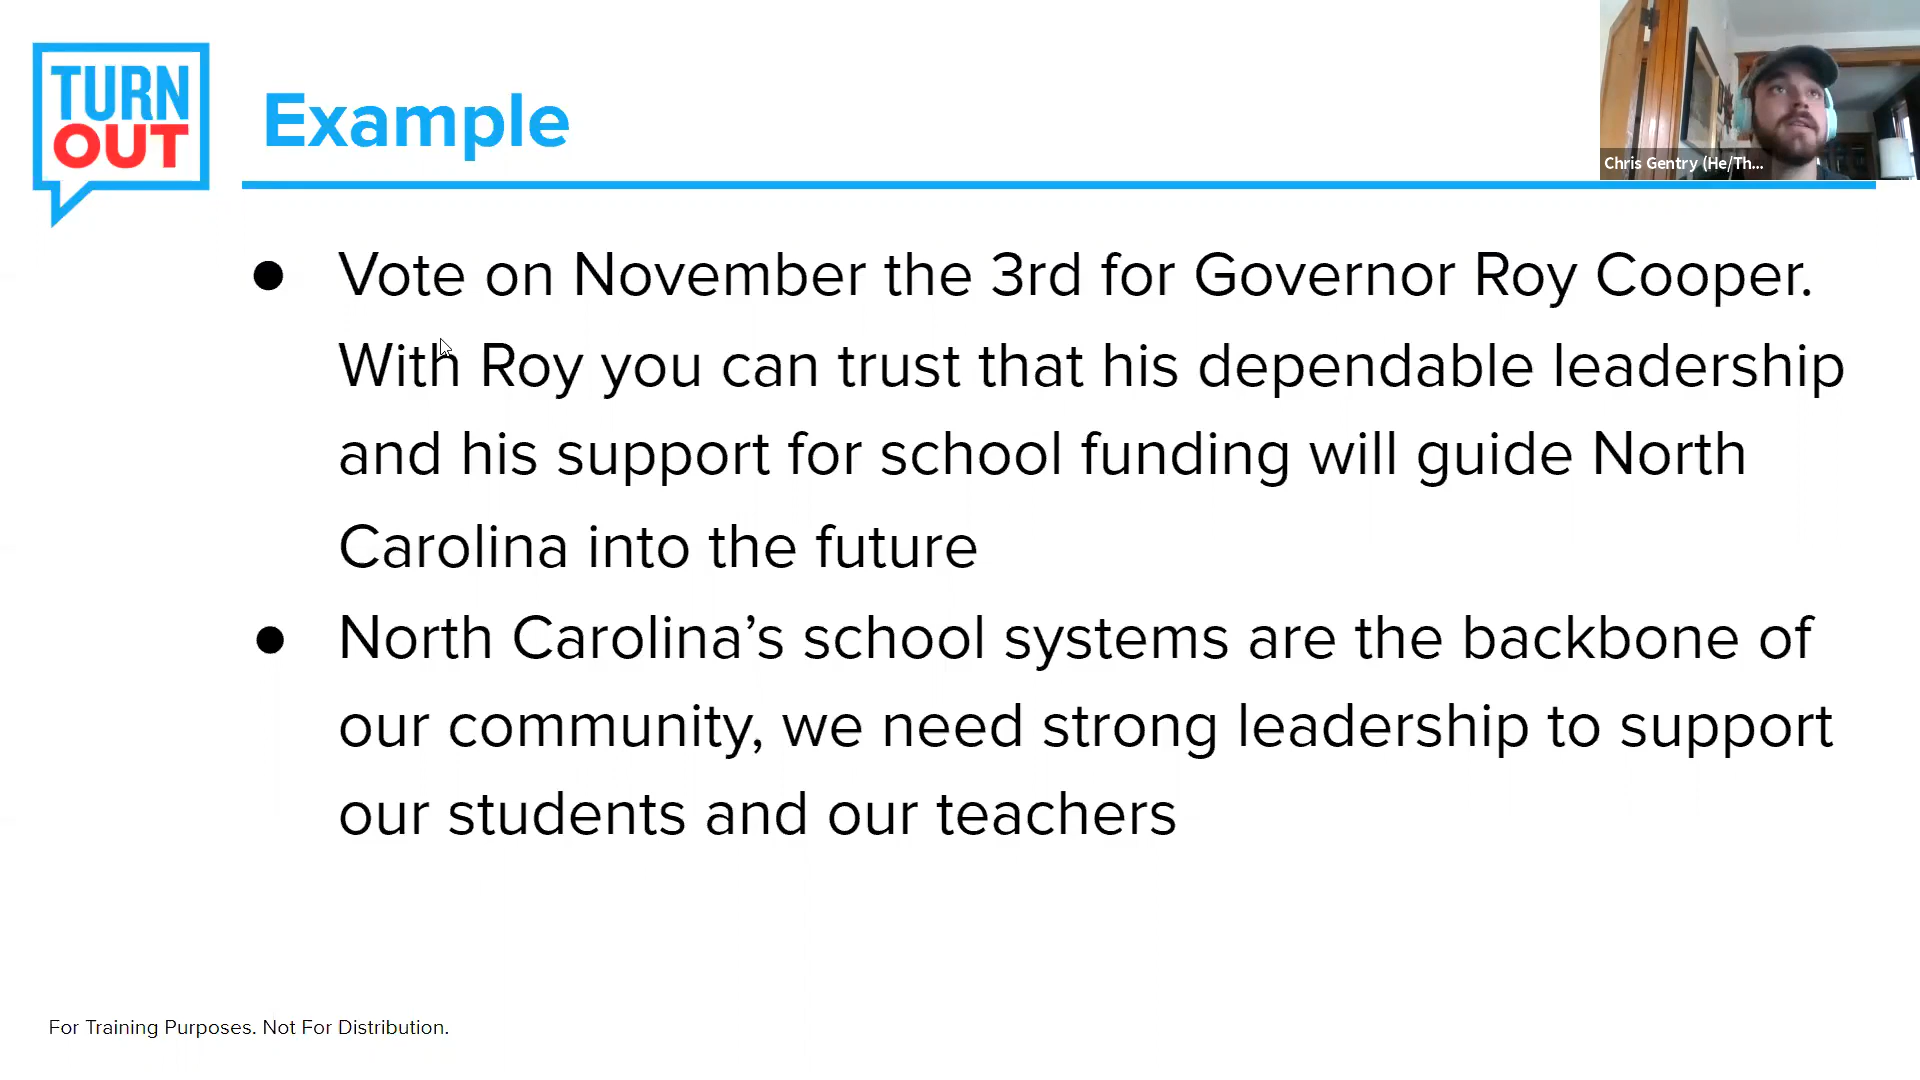 TURN
OUT
Example
Chris Gentry (He/Th...
● Vote on November the 3rd for Governor Roy Cooper.
With Roy you can trust that his dependable leadership
and his support for school funding will guide North
Carolina into the future
● North Carolina’s school systems are the backbone of
our community, we need strong leadership to support
our students and our teachers
For Training Purposes. Not For Distribution.